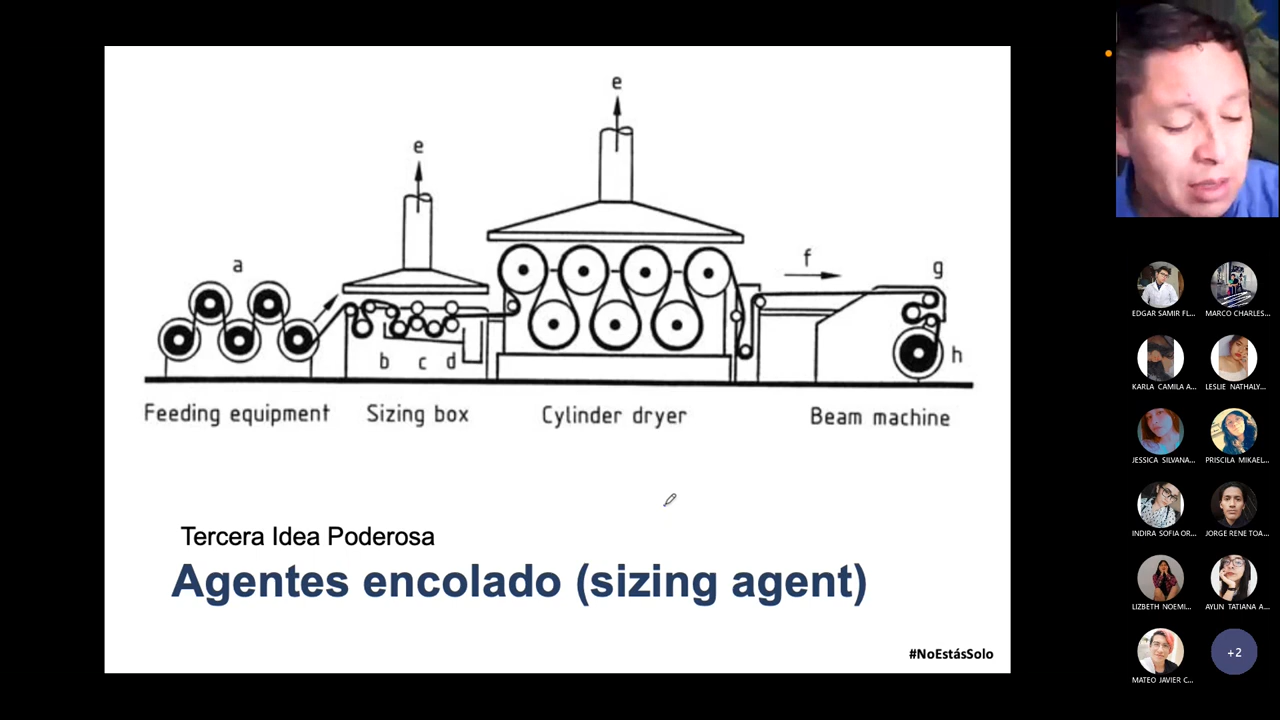 e
e
a
f
g
b
c
d
h
Feeding equipment
Sizing box
Cylinder dryer
Beam machine
Tercera Idea Poderosa
Agentes encolado (sizing agent)
#NoEstásSolo
EDGAR SAMIR FL...
MARCO CHARLES...
KARLA CAMILA A...
LESLIE NATHALY...
JESSICA SILVANA...
PRISCILA MIKAEL...
INDIRA SOFIA OR...
JORGE RENE TOA...
LIZBETH NOEMI...
AYLIN TATIANA A...
MATEO JAVIER C...
+2